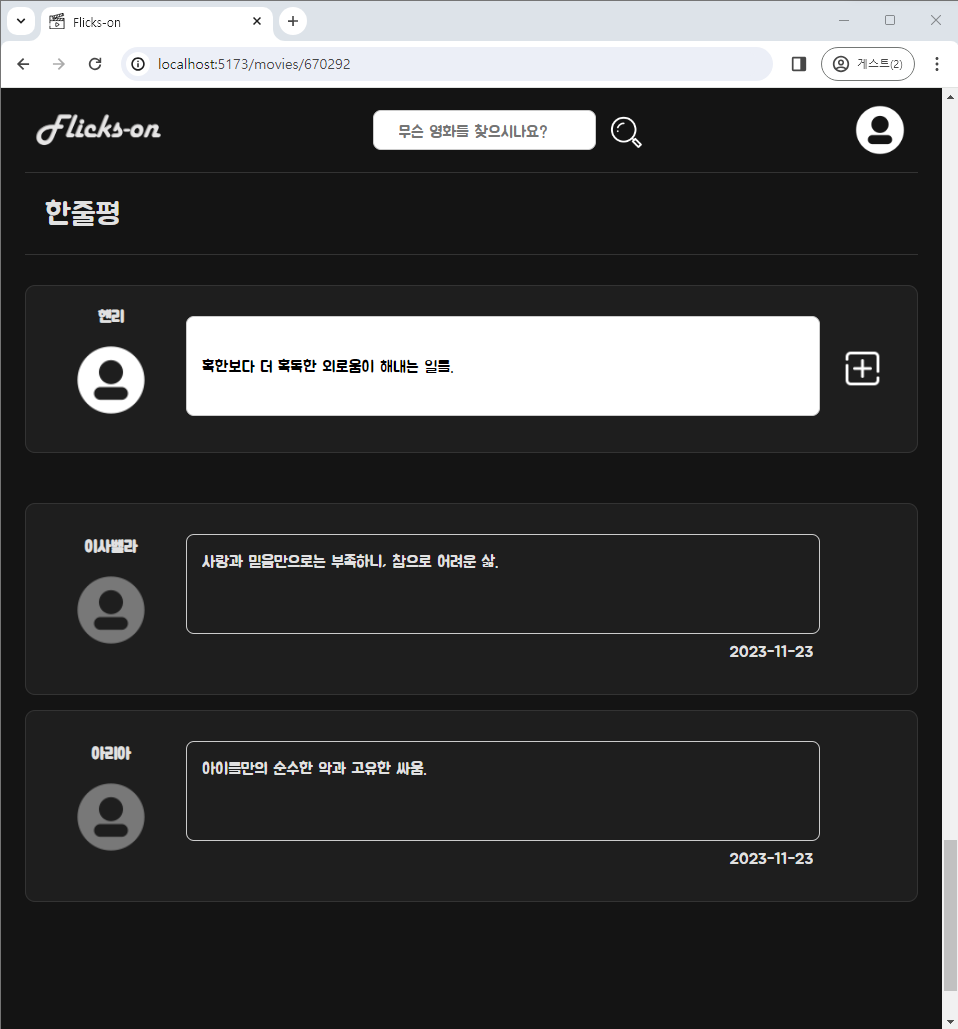 Flicks-on
localhost:5173/movies/670292
게스트(2)
Flicks-on
무슨 영화를 찾으시나요?
한줄평
헨리
혹한보다 더 혹독한 외로움이 해내는 일들.
이사벨라
사랑과 믿음만으로는 부족하니, 참으로 어려운 삶.
2023-11-23
아리아
아이들만의 순수한 악과 고유한 싸움.
2023-11-23